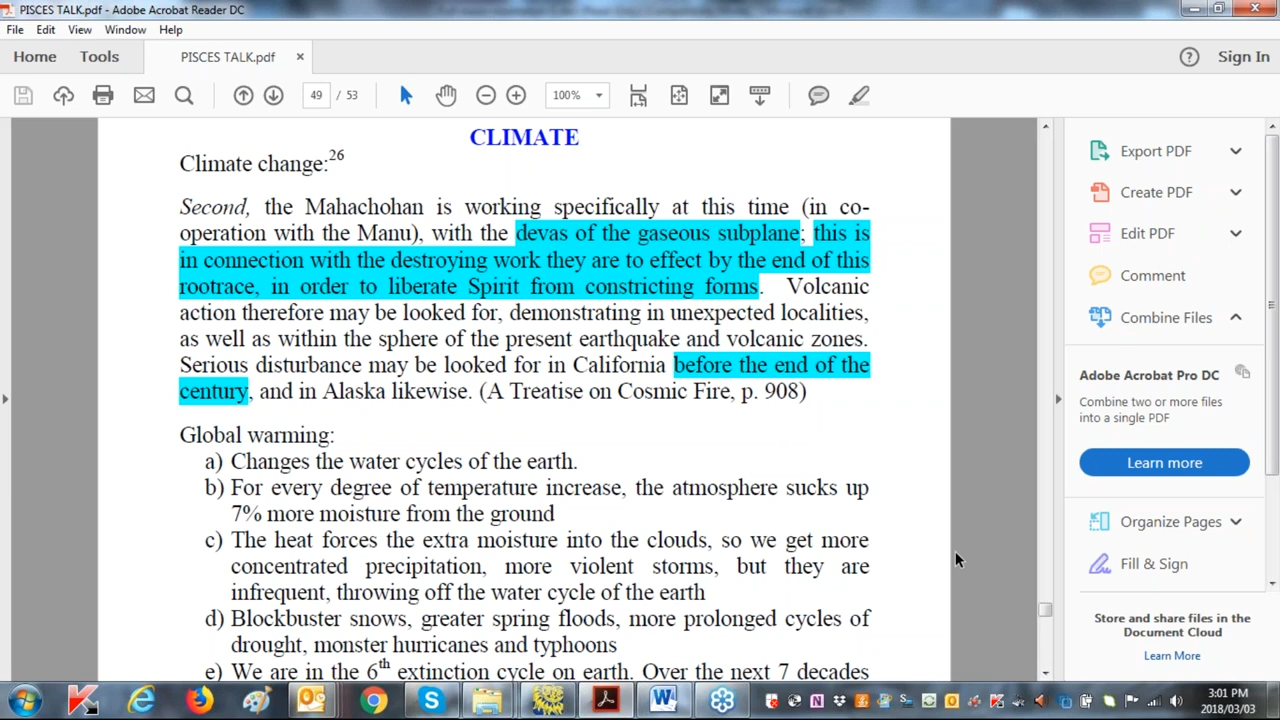 PISCES TALK.pdf - Adobe Acrobat Reader DC
File Edit View Window Help
Home Tools PISCES TALK.pdf × Sign In
49 / 53 100%
CLIMATE
Climate change:26
Second, the Mahachohan is working specifically at this time (in co-
operation with the Manu), with the devas of the gaseous subplane; this is
in connection with the destroying work they are to effect by the end of this
rootrace, in order to liberate Spirit from constricting forms. Volcanic
action therefore may be looked for, demonstrating in unexpected localities,
as well as within the sphere of the present earthquake and volcanic zones.
Serious disturbance may be looked for in California before the end of the
century, and in Alaska likewise. (A Treatise on Cosmic Fire, p. 908)
Global warming:
a) Changes the water cycles of the earth.
b) For every degree of temperature increase, the atmosphere sucks up
7% more moisture from the ground
c) The heat forces the extra moisture into the clouds, so we get more
concentrated precipitation, more violent storms, but they are
infrequent, throwing off the water cycle of the earth
d) Blockbuster snows, greater spring floods, more prolonged cycles of
drought, monster hurricanes and typhoons
e) We are in the 6th extinction cycle on earth. Over the next 7 decades
Export PDF
Create PDF
Edit PDF
Comment
Combine Files
Adobe Acrobat Pro DC
Combine two or more files
into a single PDF
Learn more
Organize Pages
Fill & Sign
Store and share files in the
Document Cloud
Learn More
3:01 PM
2018/03/03